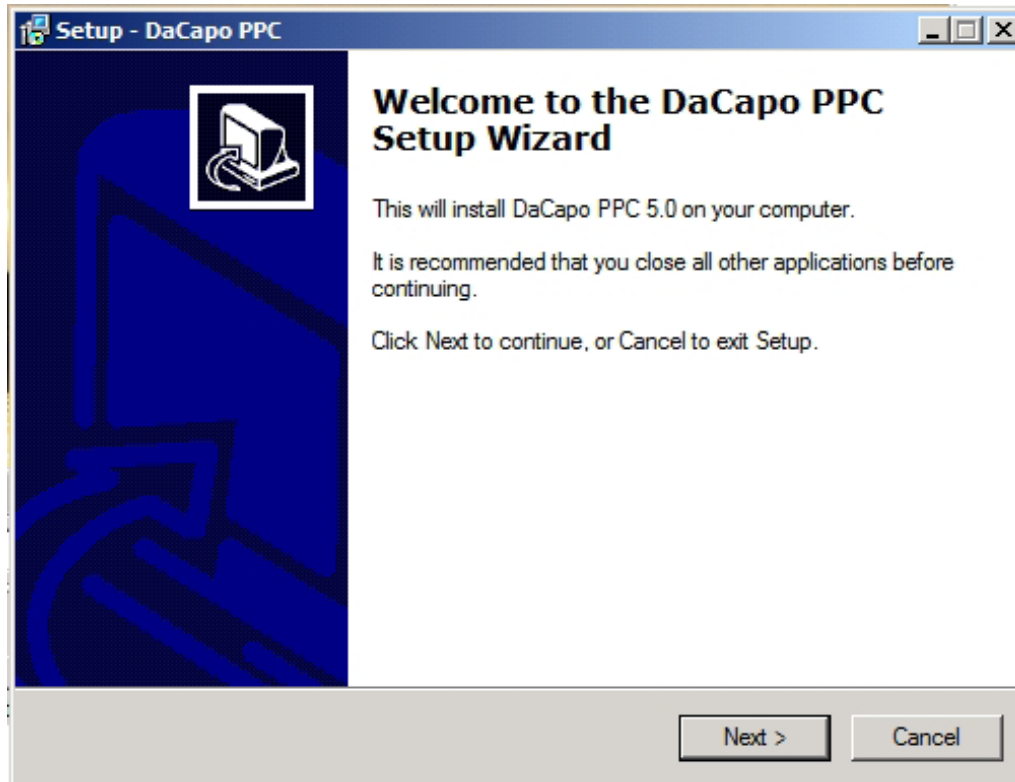 Setup - DaCapo PPC
Welcome to the DaCapo PPC
Setup Wizard
This will install DaCapo PPC 5.0 on your computer.
It is recommended that you close all other applications before
continuing.
Click Next to continue, or Cancel to exit Setup.
Next >
Cancel